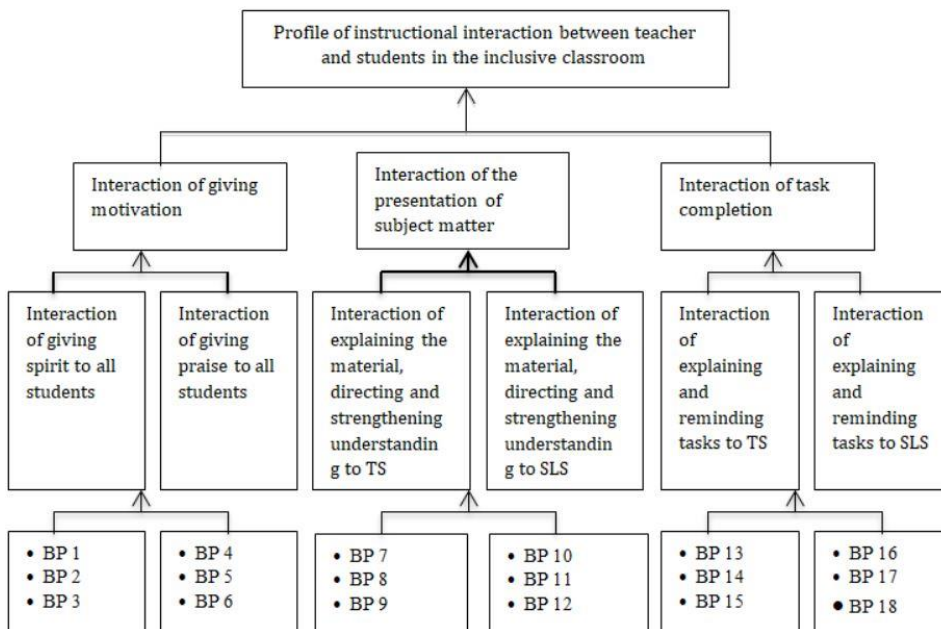 Profile of instructional interaction between teacher
and students in the inclusive classroom
Interaction of giving
motivation
Interaction of the
presentation of
subject matter
Interaction of task
completion
Interaction
of giving
spirit to all
students
Interaction
of giving
praise to all
students
Interaction of
explaining the
material,
directing and
strengthening
understandin
g to TS
Interaction of
explaining the
material,
directing and
strengthening
understandin
g to SLS
Interaction
of
explaining
and
reminding
tasks to TS
Interaction
of
explaining
and
reminding
tasks to SLS
• BP 1
• BP 2
• BP 3
• BP 4
• BP 5
• BP 6
• BP 7
• BP 8
• BP 9
• BP 10
• BP 11
• BP 12
• BP 13
• BP 14
• BP 15
• BP 16
• BP 17
• BP 18